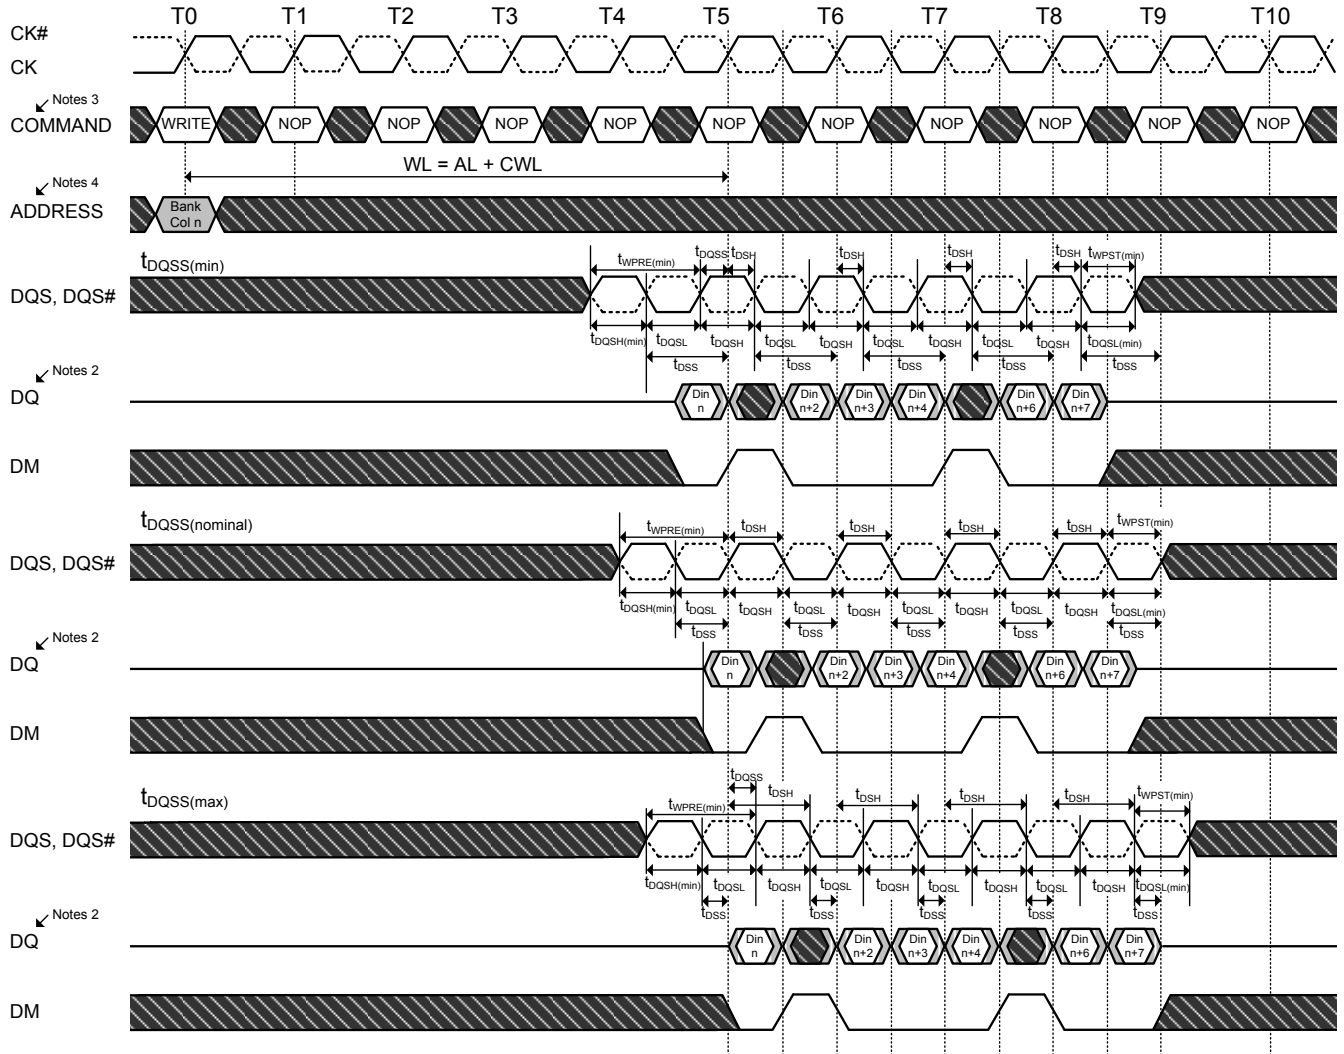 T0 T1 T2 T3 T4 T5 T6 T7 T8 T9 T10
CK#
CK
Notes 3
COMMAND WRITE NOP NOP NOP NOP NOP NOP NOP NOP NOP NOP
WL = AL + CWL
Notes 4
ADDRESS Bank Col n
tDQSS(min) tWPRE(min) tDQSS tDSH tDSH tDSH tDSH tWPST(min)
DQS, DQS#
tDQSH(min) tDQSL tDQSH tDQSL tDQSH tDQSL tDQSH tDQSL tDQSH tDQSL(min)
tDSS tDSS tDSS tDSS tDSS
Notes 2
DQ Din n Din n+2 Din n+3 Din n+4 Din n+6 Din n+7
DM
tDQSS(nominal) tWPRE(min) tDSH tDSH tDSH tDSH tWPST(min)
DQS, DQS#
tDQSH(min) tDQSL tDQSH tDQSL tDQSH tDQSL tDQSH tDQSL tDQSH tDQSL(min)
tDSS tDSS tDSS tDSS tDSS
Notes 2
DQ Din n Din n+2 Din n+3 Din n+4 Din n+6 Din n+7
DM
tDQSS
tDQSS(max) tWPRE(min) tDSH tDSH tDSH tDSH tWPST(min)
DQS, DQS#
tDQSH(min) tDQSL tDQSH tDQSL tDQSH tDQSL tDQSH tDQSL tDQSH tDQSL(min)
tDSS tDSS tDSS tDSS tDSS
Notes 2
DQ Din n Din n+2 Din n+3 Din n+4 Din n+6 Din n+7
DM